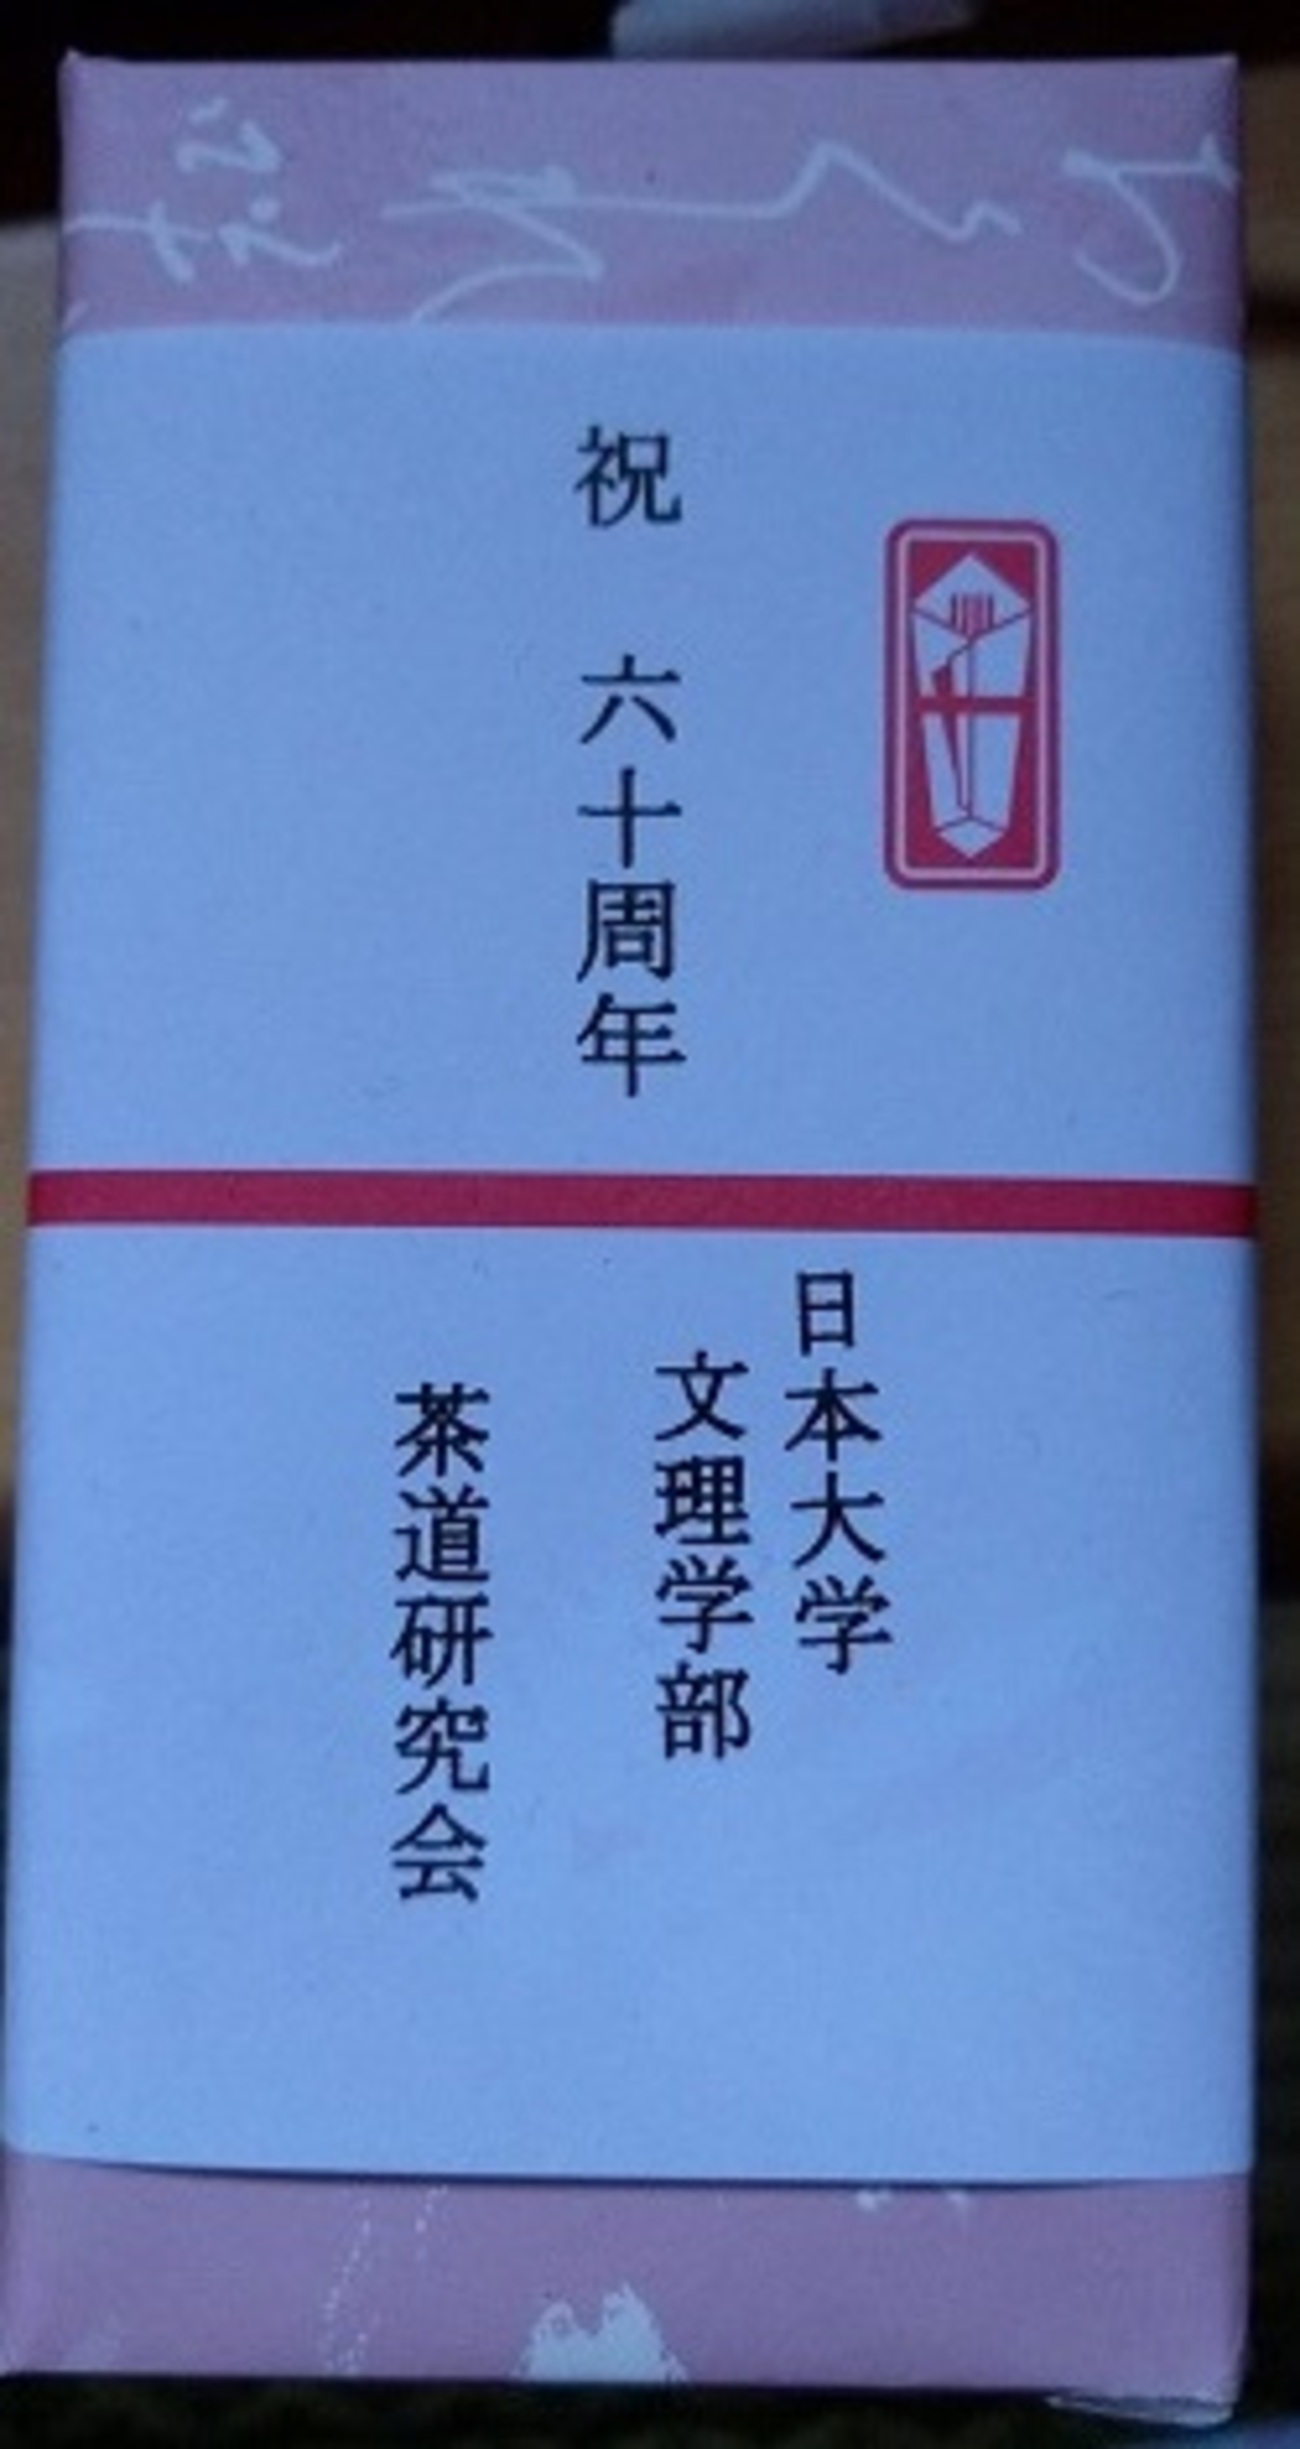 祝 六十周年
日本大学
文理学部
茶道研究会